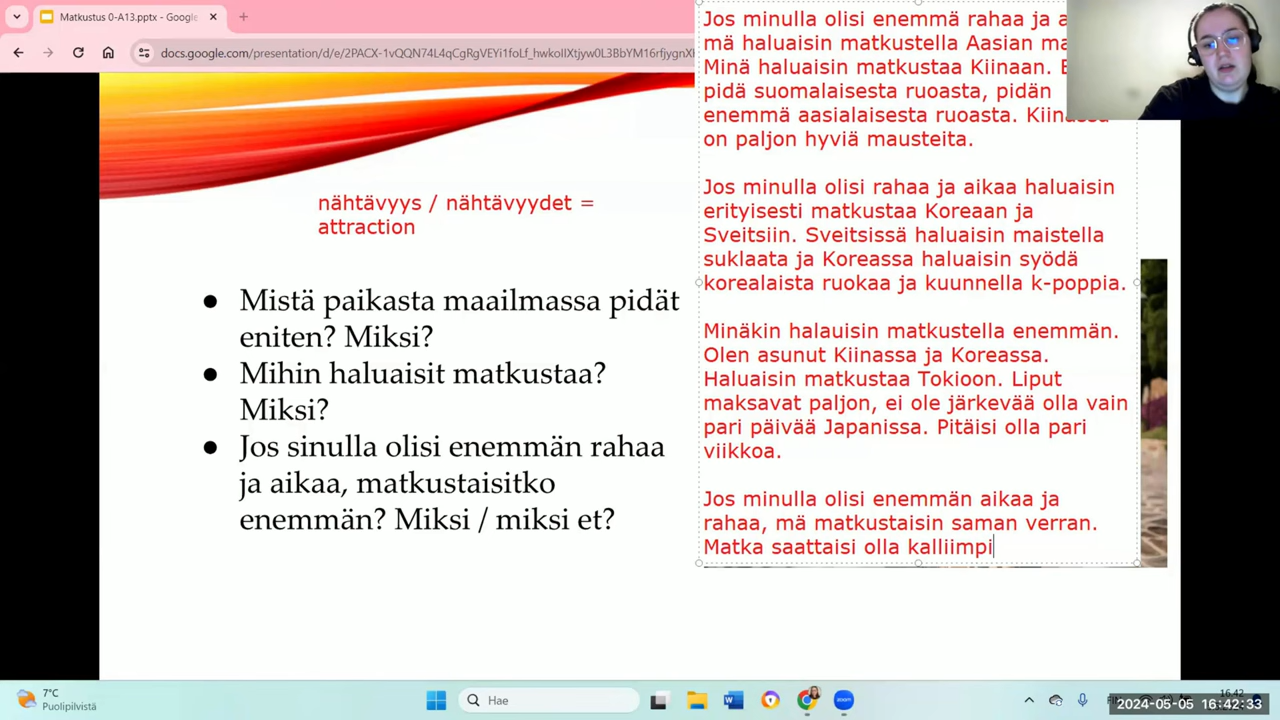 Matkustus 0-A13.pptx - Google
docs.google.com/presentation/d/e/2PACX-1vQQN74L4qCgRgVEYi1foLf_hwkoIIXtjyw0L3BbYM16rfjygnXl
nähtävyys / nähtävyydet =
attraction
● Mistä paikasta maailmassa pidät
eniten? Miksi?
● Mihin haluaisit matkustaa?
Miksi?
● Jos sinulla olisi enemmän rahaa
ja aikaa, matkustaisitko
enemmän? Miksi / miksi et?
Jos minulla olisi enemmä rahaa ja
mä haluaisin matkustella Aasian
Minä haluaisin matkustaa Kiinaan.
pidä suomalaisesta ruoasta, pidän
enemmä aasialaisesta ruoasta. Kiinassa
on paljon hyviä mausteita.
Jos minulla olisi rahaa ja aikaa haluaisin
erityisesti matkustaa Koreaan ja
Sveitsiin. Sveitsissä haluaisin maistella
suklaata ja Koreassa haluaisin syödä
korealaista ruokaa ja kuunnella k-poppia.
Minäkin halauisin matkustella enemmän.
Olen asunut Kiinassa ja Koreassa.
Haluaisin matkustaa Tokioon. Liput
maksavat paljon, ei ole järkevää olla vain
pari päivää Japanissa. Pitäisi olla pari
viikkoa.
Jos minulla olisi enemmän aikaa ja
rahaa, mä matkustaisin saman verran.
Matka saattaisi olla kalliimpi
7°C
Puolipilvistä
Hae
zoom
16.42
2024-05-05 16:42:33